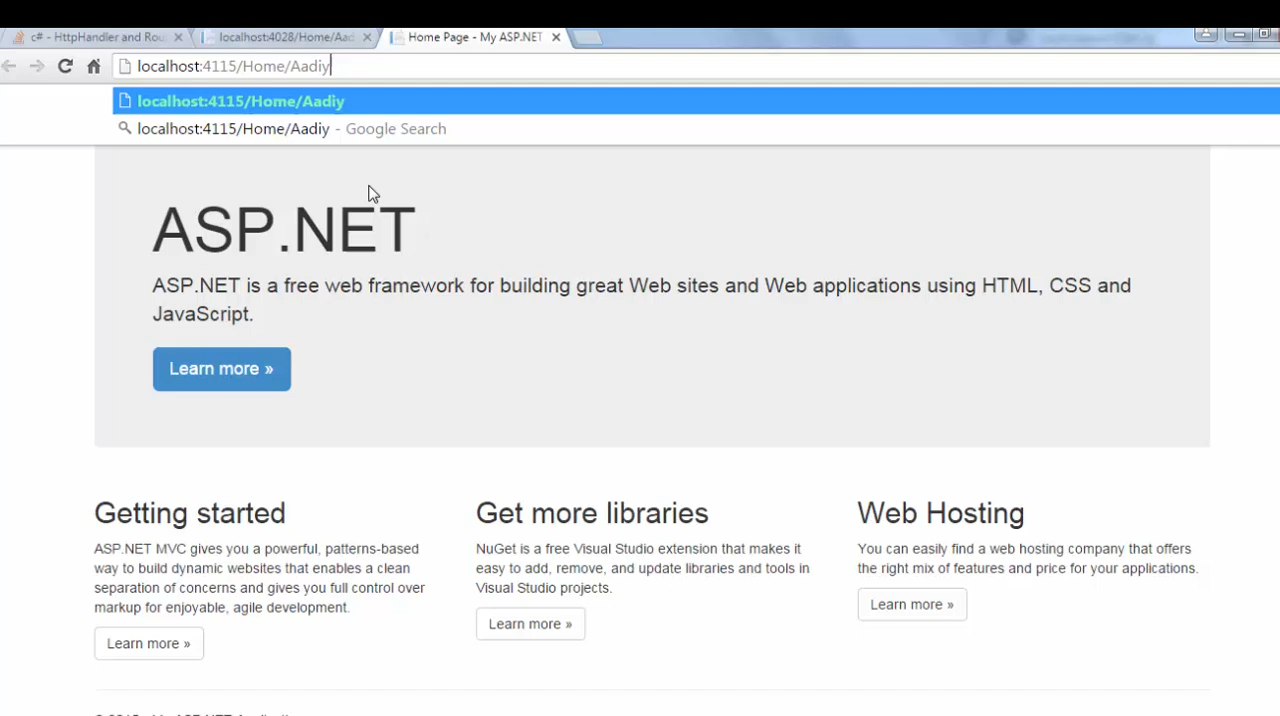 c# - HttpHandler and Rou
localhost:4028/Home/Aad
Home Page - My ASP.NET
localhost:4115/Home/Aadiy
localhost:4115/Home/Aadiy
localhost:4115/Home/Aadiy - Google Search
ASP.NET
ASP.NET is a free web framework for building great Web sites and Web applications using HTML, CSS and
JavaScript.
Learn more »
Getting started
ASP.NET MVC gives you a powerful, patterns-based
way to build dynamic websites that enables a clean
separation of concerns and gives you full control over
markup for enjoyable, agile development.
Learn more »
Get more libraries
NuGet is a free Visual Studio extension that makes it
easy to add, remove, and update libraries and tools in
Visual Studio projects.
Learn more »
Web Hosting
You can easily find a web hosting company that offers
the right mix of features and price for your applications.
Learn more »